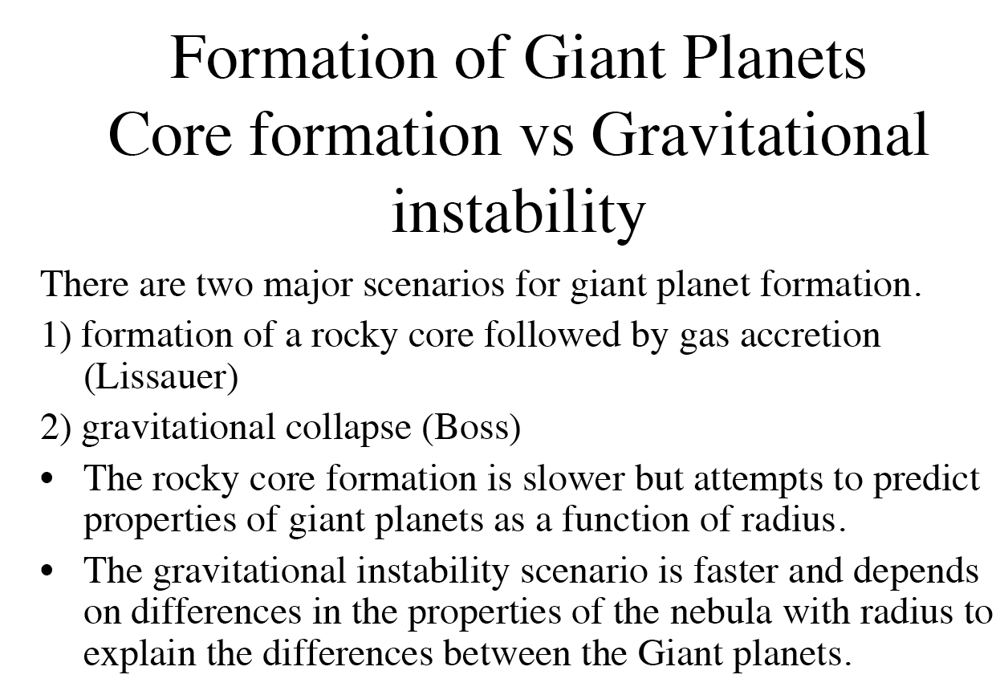 Formation of Giant Planets
Core formation vs Gravitational
instability
There are two major scenarios for giant planet formation.
1) formation of a rocky core followed by gas accretion
(Lissauer)
2) gravitational collapse (Boss)
• The rocky core formation is slower but attempts to predict
properties of giant planets as a function of radius.
• The gravitational instability scenario is faster and depends
on differences in the properties of the nebula with radius to
explain the differences between the Giant planets.